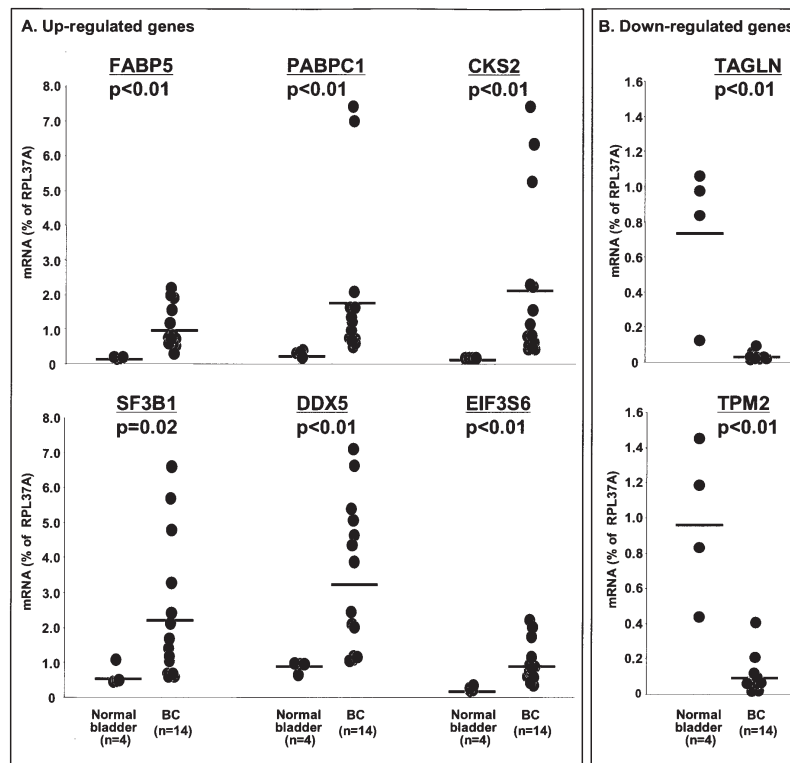 A. Up-regulated genes
FABP5
p<0.01
PABPC1
p<0.01
CKS2
p<0.01
mRNA (% of RPL37A)
8.0
7.0
6.0
5.0
4.0
3.0
2.0
1.0
0
SF3B1
p=0.02
DDX5
p<0.01
EIF3S6
p<0.01
mRNA (% of RPL37A)
8.0
7.0
6.0
5.0
4.0
3.0
2.0
1.0
0
Normal
bladder
(n=4)
BC
(n=14)
Normal
bladder
(n=4)
BC
(n=14)
Normal
bladder
(n=4)
BC
(n=14)
B. Down-regulated genes
TAGLN
p<0.01
mRNA (% of RPL37A)
1.6
1.4
1.2
1.0
0.8
0.6
0.4
0.2
0
TPM2
p<0.01
mRNA (% of RPL37A)
1.6
1.4
1.2
1.0
0.8
0.6
0.4
0.2
0
Normal
bladder
(n=4)
BC
(n=14)